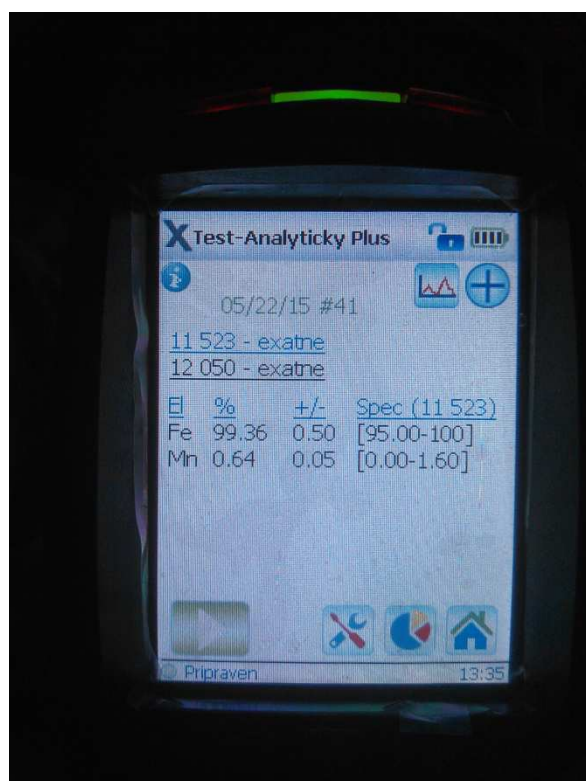 X Test-Analyticky Plus
05/22/15 #41
11 523 - exatne
12 050 - exatne
El % +/- Spec (11 523)
Fe 99.36 0.50 [95.00-100]
Mn 0.64 0.05 [0.00-1.60]
Pripraven 13:35